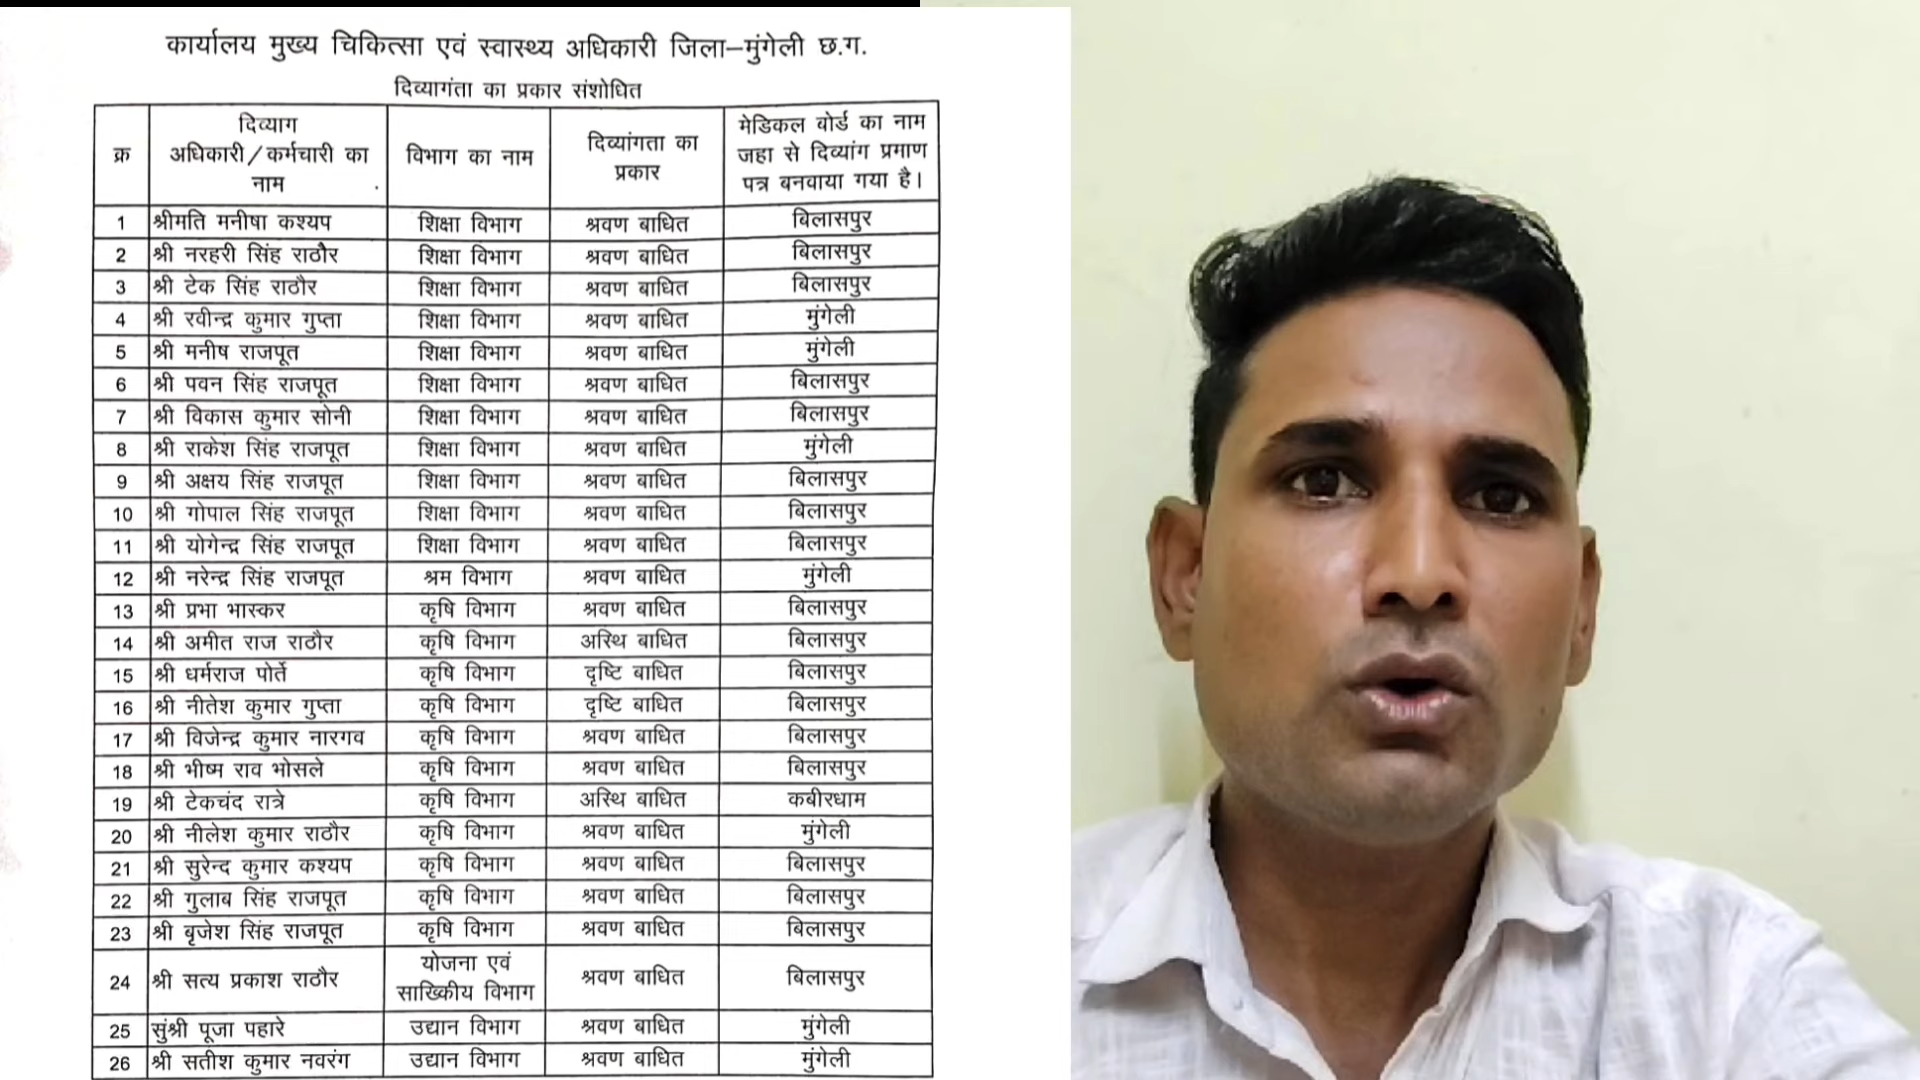 कार्यालय मुख्य चिकित्सा एवं स्वास्थ्य अधिकारी जिला–मुंगेली छ.ग.
दिव्यागंता का प्रकार संशोधित
क्र | दिव्याग अधिकारी/कर्मचारी का नाम | विभाग का नाम | दिव्यांगता का प्रकार | मेडिकल बोर्ड का नाम जहा से दिव्यांग प्रमाण पत्र बनवाया गया है।
1 श्रीमति मनीषा कश्यप शिक्षा विभाग श्रवण बाधित बिलासपुर
2 श्री नरहरी सिंह राठौर शिक्षा विभाग श्रवण बाधित बिलासपुर
3 श्री टेक सिंह राठौर शिक्षा विभाग श्रवण बाधित बिलासपुर
4 श्री रवीन्द्र कुमार गुप्ता शिक्षा विभाग श्रवण बाधित मुंगेली
5 श्री मनीष राजपूत शिक्षा विभाग श्रवण बाधित मुंगेली
6 श्री पवन सिंह राजपूत शिक्षा विभाग श्रवण बाधित बिलासपुर
7 श्री विकास कुमार सोनी शिक्षा विभाग श्रवण बाधित बिलासपुर
8 श्री राकेश सिंह राजपूत शिक्षा विभाग श्रवण बाधित मुंगेली
9 श्री अक्षय सिंह राजपूत शिक्षा विभाग श्रवण बाधित बिलासपुर
10 श्री गोपाल सिंह राजपूत शिक्षा विभाग श्रवण बाधित बिलासपुर
11 श्री योगेन्द्र सिंह राजपूत शिक्षा विभाग श्रवण बाधित बिलासपुर
12 श्री नरेन्द्र सिंह राजपूत श्रम विभाग श्रवण बाधित मुंगेली
13 श्री प्रभा भास्कर कृषि विभाग श्रवण बाधित बिलासपुर
14 श्री अमीत राज राठौर कृषि विभाग अस्थि बाधित बिलासपुर
15 श्री धर्मराज पोर्ते कृषि विभाग दृष्टि बाधित बिलासपुर
16 श्री नीतेश कुमार गुप्ता कृषि विभाग दृष्टि बाधित बिलासपुर
17 श्री विजेन्द्र कुमार नारगव कृषि विभाग श्रवण बाधित बिलासपुर
18 श्री भीष्म राव भोसले कृषि विभाग श्रवण बाधित बिलासपुर
19 श्री टेकचंद रात्रे कृषि विभाग अस्थि बाधित कबीरधाम
20 श्री नीलेश कुमार राठौर कृषि विभाग श्रवण बाधित मुंगेली
21 श्री सुरेन्द कुमार कश्यप कृषि विभाग श्रवण बाधित बिलासपुर
22 श्री गुलाब सिंह राजपूत कृषि विभाग श्रवण बाधित बिलासपुर
23 श्री बृजेश सिंह राजपूत कृषि विभाग श्रवण बाधित बिलासपुर
24 श्री सत्य प्रकाश राठौर योजना एवं साख्यिकीय विभाग श्रवण बाधित बिलासपुर
25 सुंश्री पूजा पहारे उद्यान विभाग श्रवण बाधित मुंगेली
26 श्री सतीश कुमार नवरंग उद्यान विभाग श्रवण बाधित मुंगेली